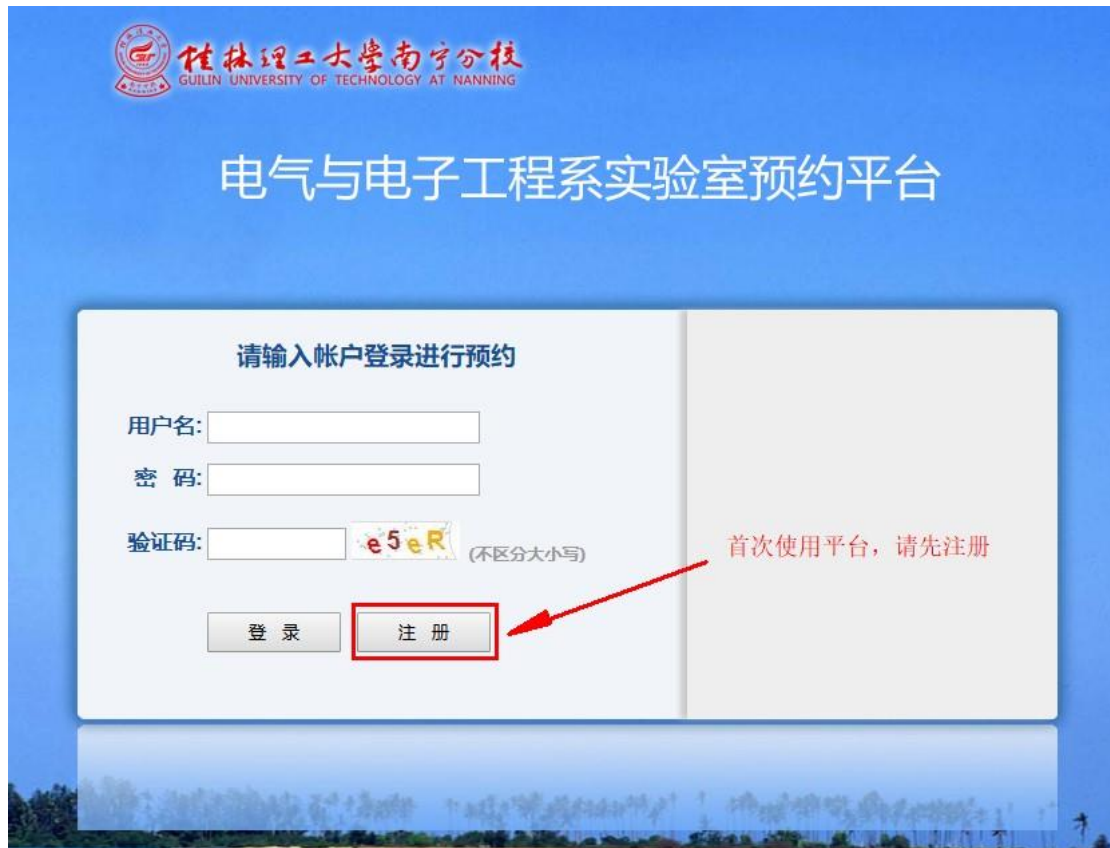 桂林理工大学南宁分校
GUILIN UNIVERSITY OF TECHNOLOGY AT NANNING
电气与电子工程系实验室预约平台
请输入帐户登录进行预约
用户名:
密 码:
验证码: e5eR (不区分大小写)
首次使用平台，请先注册
登 录 注 册